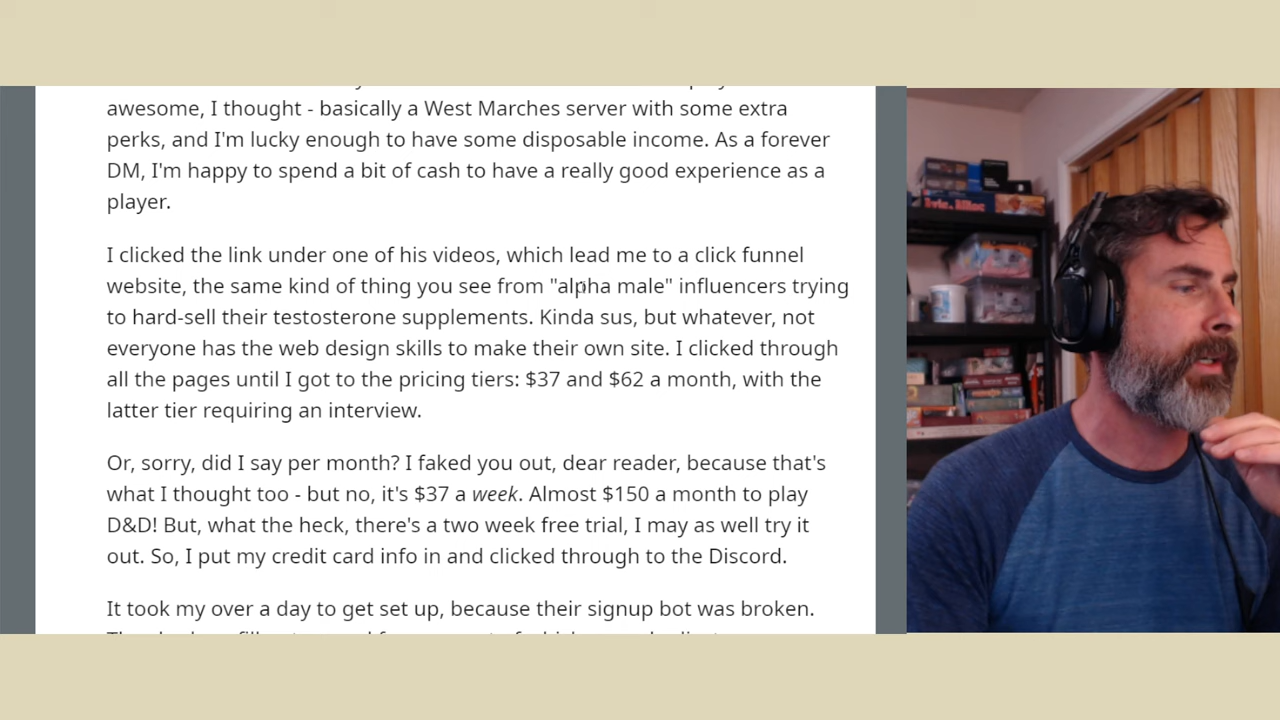 awesome, I thought - basically a West Marches server with some extra
perks, and I'm lucky enough to have some disposable income. As a forever
DM, I'm happy to spend a bit of cash to have a really good experience as a
player.
I clicked the link under one of his videos, which lead me to a click funnel
website, the same kind of thing you see from "alpha male" influencers trying
to hard-sell their testosterone supplements. Kinda sus, but whatever, not
everyone has the web design skills to make their own site. I clicked through
all the pages until I got to the pricing tiers: $37 and $62 a month, with the
latter tier requiring an interview.
Or, sorry, did I say per month? I faked you out, dear reader, because that's
what I thought too - but no, it's $37 a week. Almost $150 a month to play
D&D! But, what the heck, there's a two week free trial, I may as well try it
out. So, I put my credit card info in and clicked through to the Discord.
It took my over a day to get set up, because their signup bot was broken.